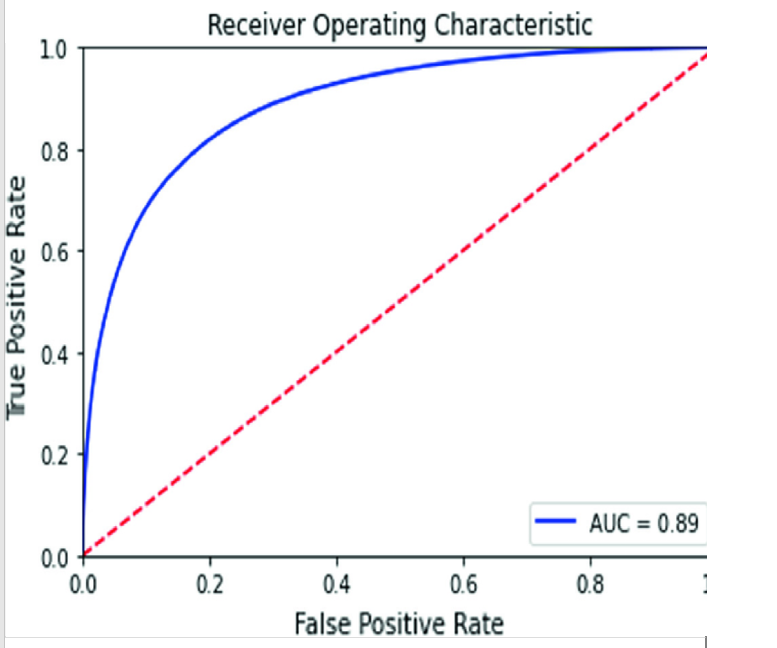 Receiver Operating Characteristic
1.0
0.8
0.6
0.4
0.2
0.0
True Positive Rate
AUC = 0.89
0.0 0.2 0.4 0.6 0.8
False Positive Rate